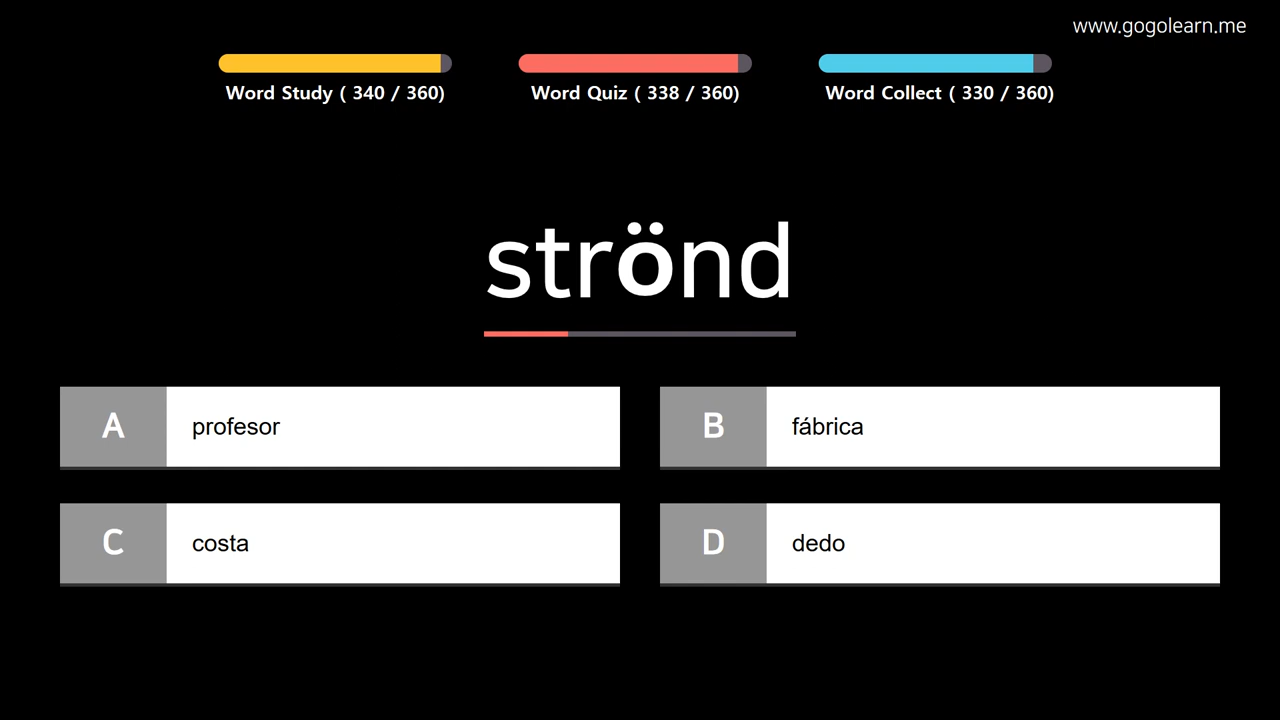 www.gogolearn.me
Word Study ( 340 / 360)
Word Quiz ( 338 / 360)
Word Collect ( 330 / 360)
strönd
A profesor
B fábrica
C costa
D dedo